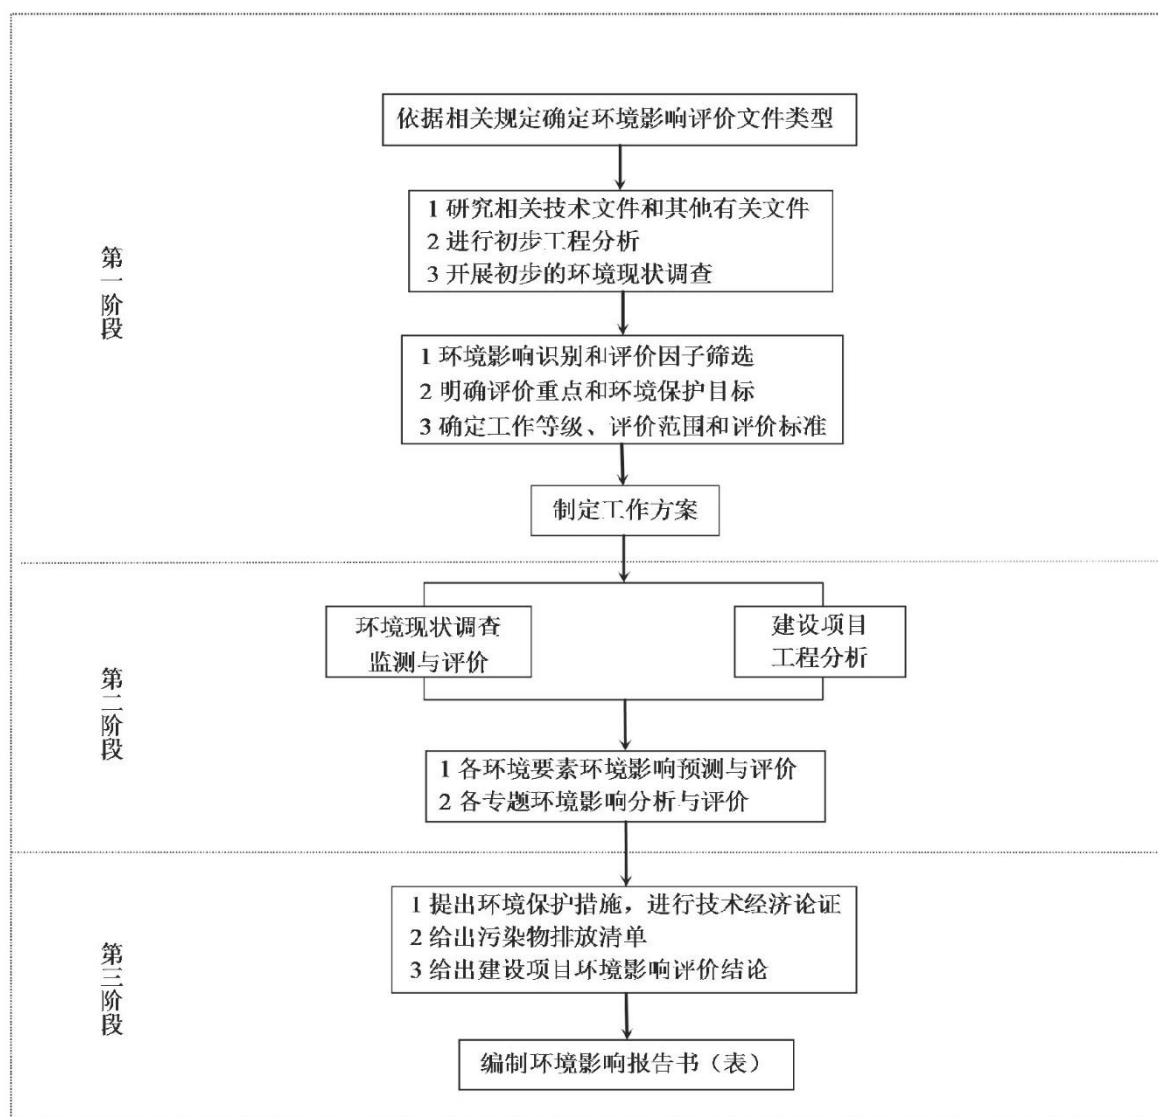 第一阶段
依据相关规定确定环境影响评价文件类型
1 研究相关技术文件和其他有关文件
2 进行初步工程分析
3 开展初步的环境现状调查
1 环境影响识别和评价因子筛选
2 明确评价重点和环境保护目标
3 确定工作等级、评价范围和评价标准
制定工作方案
第二阶段
环境现状调查
监测与评价
建设项目
工程分析
1 各环境要素环境影响预测与评价
2 各专题环境影响分析与评价
第三阶段
1 提出环境保护措施，进行技术经济论证
2 给出污染物排放清单
3 给出建设项目环境影响评价结论
编制环境影响报告书（表）